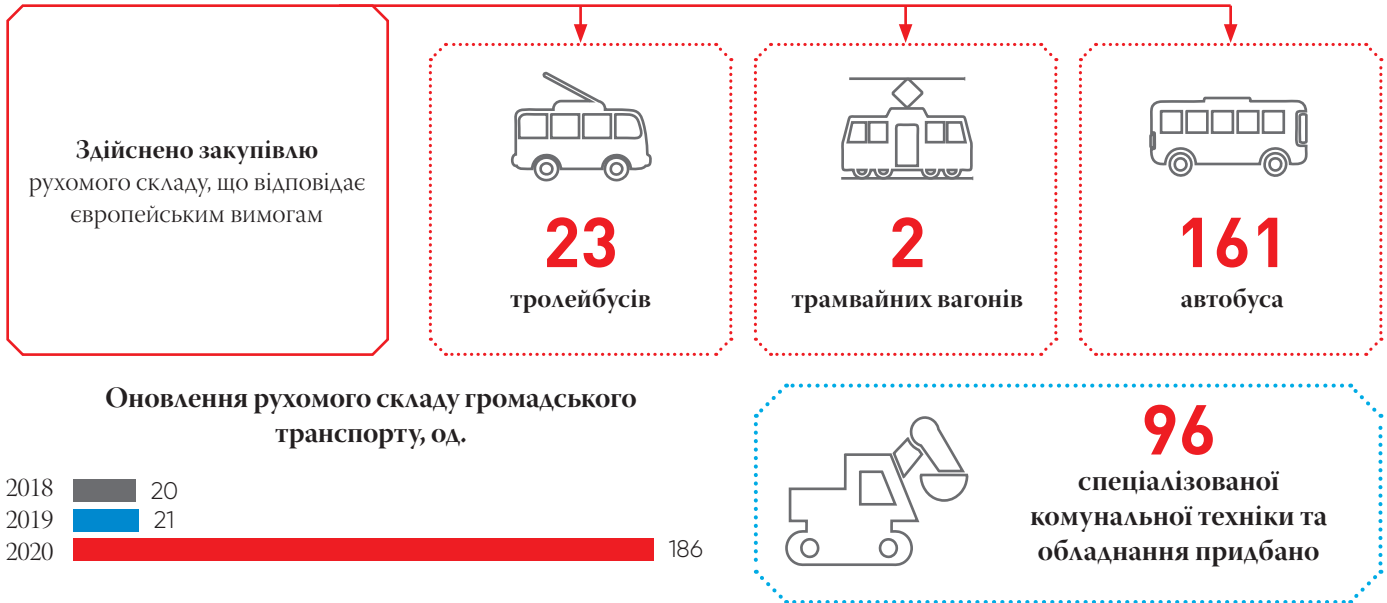 Здійснено закупівлю
рухомого складу, що відповідає
європейським вимогам
23
тролейбусів
2
трамвайних вагонів
161
автобуса
Оновлення рухомого складу громадського
транспорту, од.
2018 20
2019 21
2020 186
96
спеціалізованої
комунальної техніки та
обладнання придбано